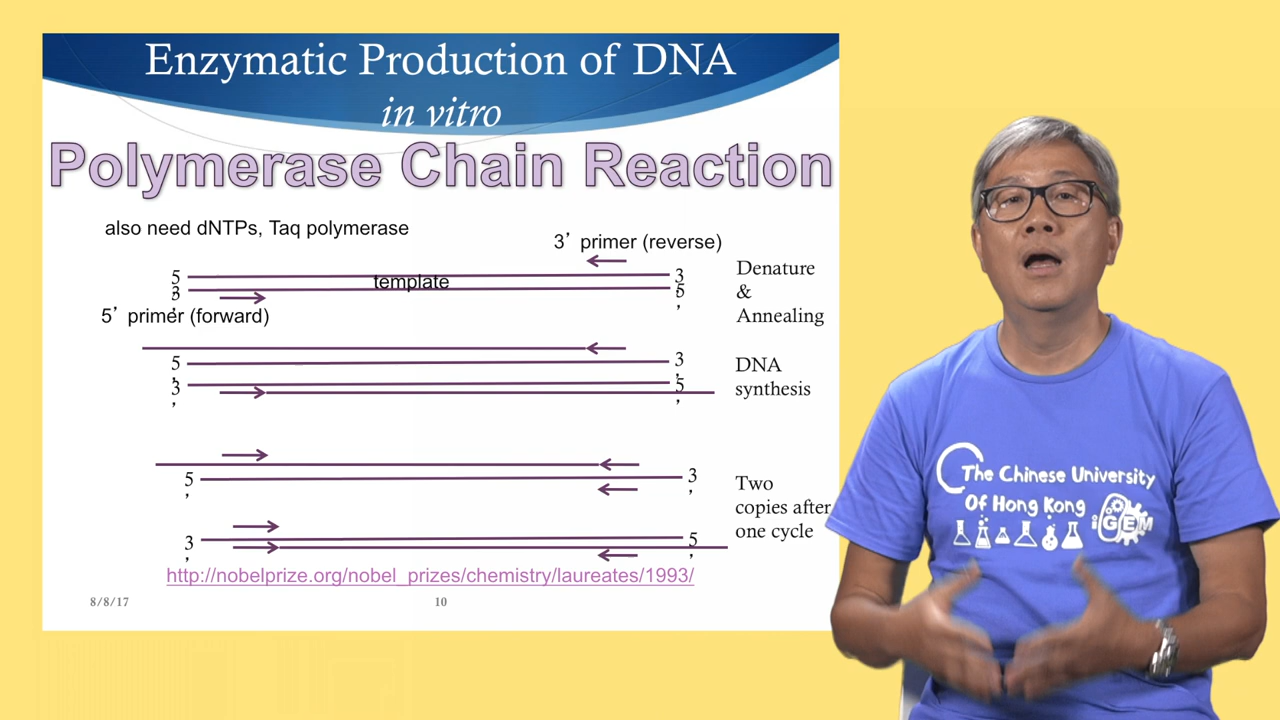 Enzymatic Production of DNA
in vitro
Polymerase Chain Reaction
also need dNTPs, Taq polymerase
3’ primer (reverse)
5’ 3’
template
3’ 5’
5’ primer (forward)
Denature
&
Annealing
5’ 3’
3’ 5’
DNA
synthesis
5’ 3’
3’ 5’
Two
copies after
one cycle
http://nobelprize.org/nobel_prizes/chemistry/laureates/1993/
8/8/17
10
The Chinese University
Of Hong Kong
iGEM